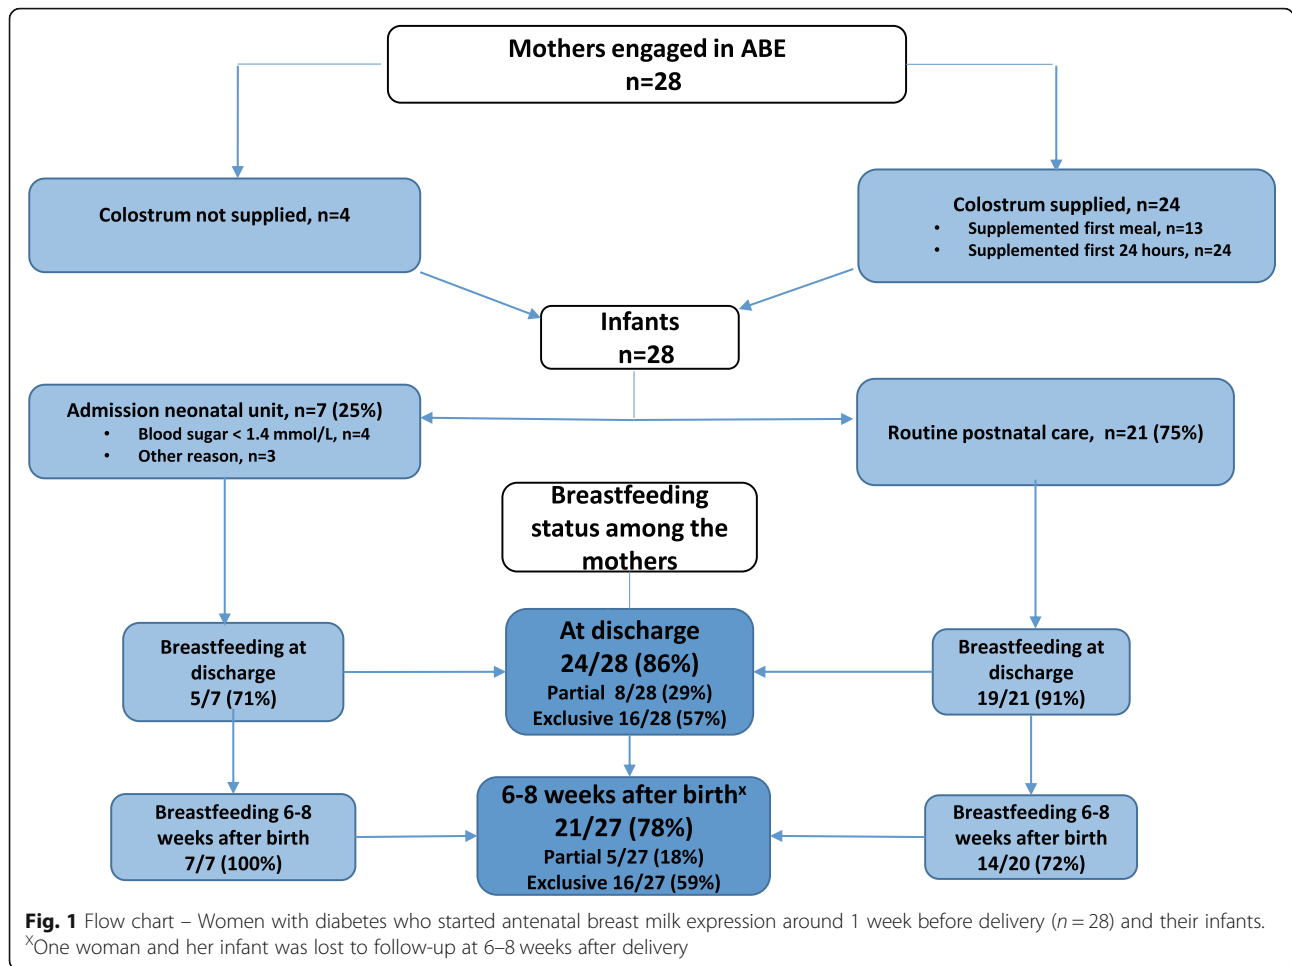 Mothers engaged in ABE
n=28
Colostrum not supplied, n=4
Colostrum supplied, n=24
• Supplemented first meal, n=13
• Supplemented first 24 hours, n=24
Infants
n=28
Admission neonatal unit, n=7 (25%)
• Blood sugar < 1.4 mmol/L, n=4
• Other reason, n=3
Routine postnatal care, n=21 (75%)
Breastfeeding
status among the
mothers
Breastfeeding at
discharge
5/7 (71%)
At discharge
24/28 (86%)
Partial 8/28 (29%)
Exclusive 16/28 (57%)
Breastfeeding at
discharge
19/21 (91%)
Breastfeeding 6-8
weeks after birth
7/7 (100%)
6-8 weeks after birthˣ
21/27 (78%)
Partial 5/27 (18%)
Exclusive 16/27 (59%)
Breastfeeding 6-8
weeks after birth
14/20 (72%)
Fig. 1 Flow chart – Women with diabetes who started antenatal breast milk expression around 1 week before delivery (n = 28) and their infants.
ˣOne woman and her infant was lost to follow-up at 6–8 weeks after delivery